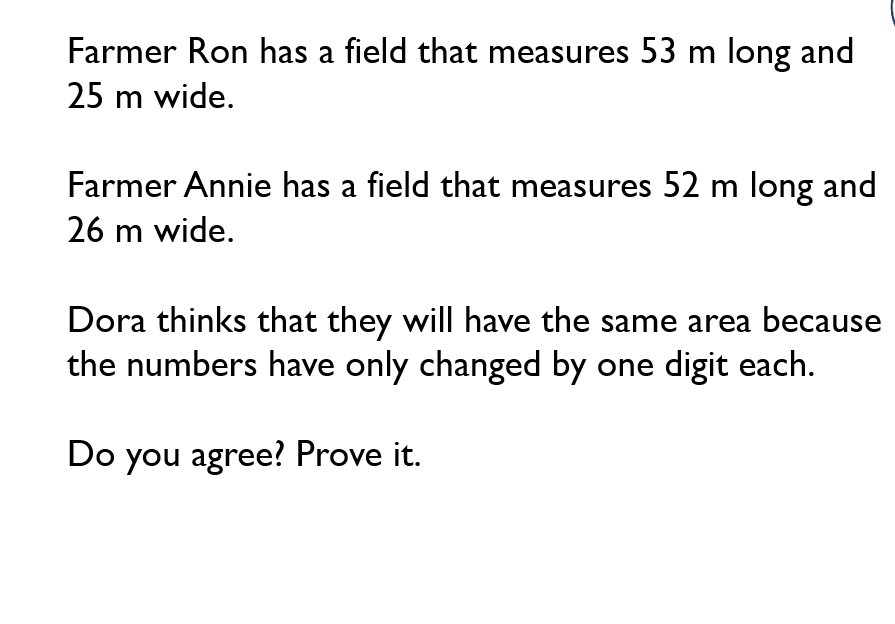 Farmer Ron has a field that measures 53 m long and
25 m wide.
Farmer Annie has a field that measures 52 m long and
26 m wide.
Dora thinks that they will have the same area because
the numbers have only changed by one digit each.
Do you agree? Prove it.